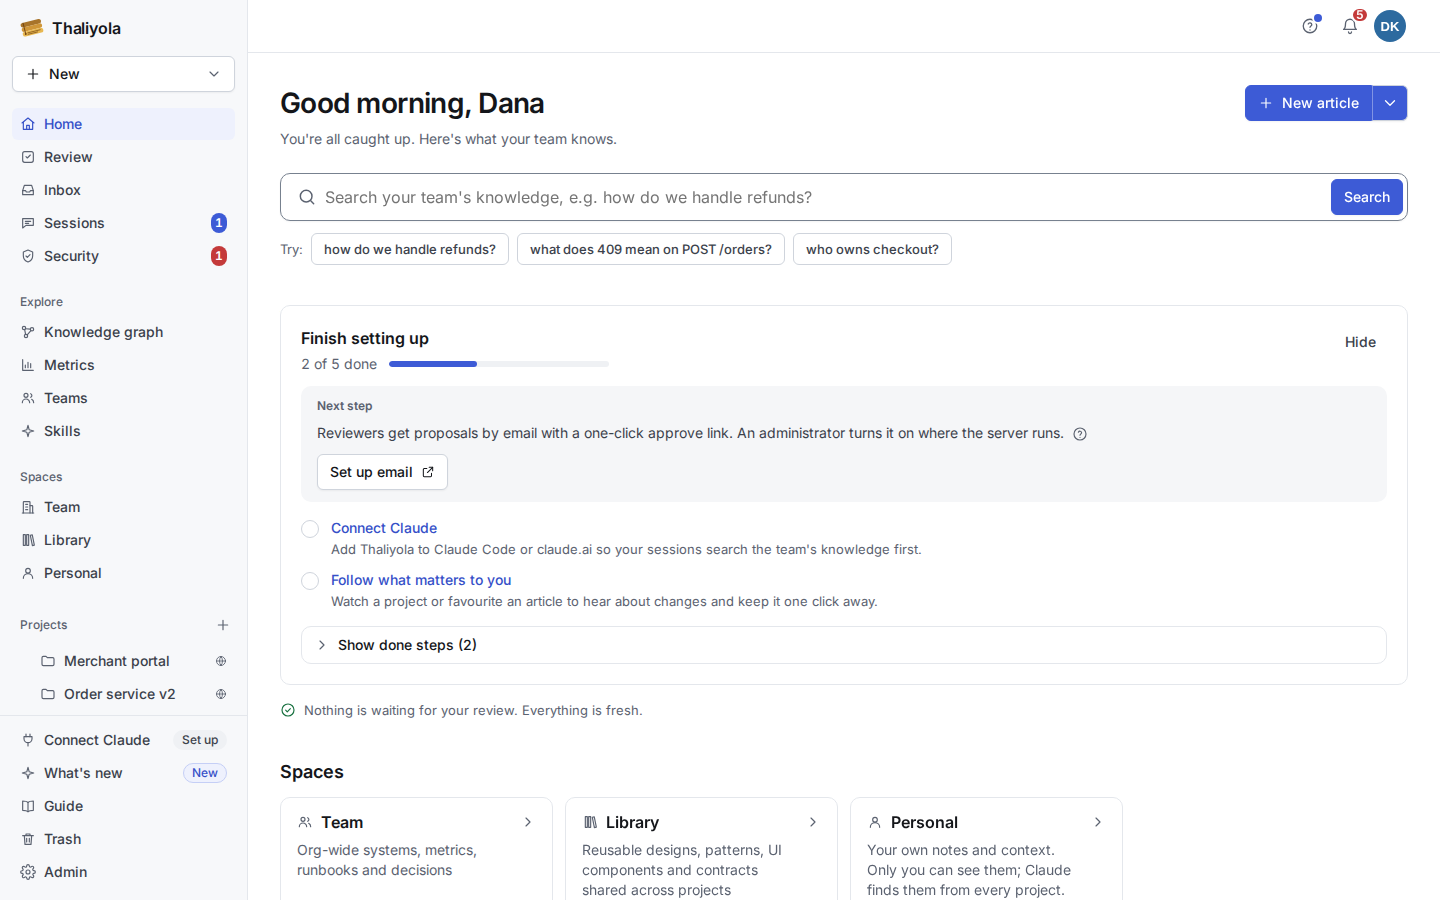 Thaliyola
New
Home
Review
Inbox
Sessions 1
Security 1
Explore
Knowledge graph
Metrics
Teams
Skills
Spaces
Team
Library
Personal
Projects
Merchant portal
Order service v2
Connect Claude Set up
What's new New
Guide
Trash
Admin
5
DK
Good morning, Dana
New article
You're all caught up. Here's what your team knows.
Search your team's knowledge, e.g. how do we handle refunds?
Search
Try: how do we handle refunds? what does 409 mean on POST /orders? who owns checkout?
Finish setting up
Hide
2 of 5 done
Next step
Reviewers get proposals by email with a one-click approve link. An administrator turns it on where the server runs.
Set up email
Connect Claude
Add Thaliyola to Claude Code or claude.ai so your sessions search the team's knowledge first.
Follow what matters to you
Watch a project or favourite an article to hear about changes and keep it one click away.
Show done steps (2)
Nothing is waiting for your review. Everything is fresh.
Spaces
Team
Org-wide systems, metrics,
runbooks and decisions
Library
Reusable designs, patterns, UI
components and contracts
shared across projects
Personal
Your own notes and context.
Only you can see them; Claude
finds them from every project.